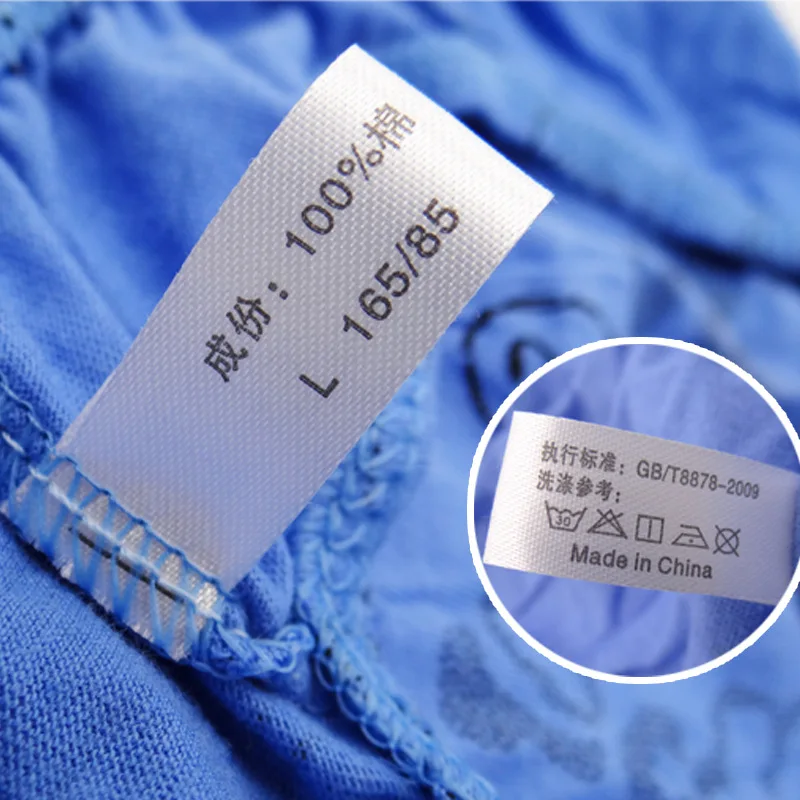 成份：100%棉
L 165/85
执行标准：GB/T8878-2009
洗涤参考：
30
Made in China